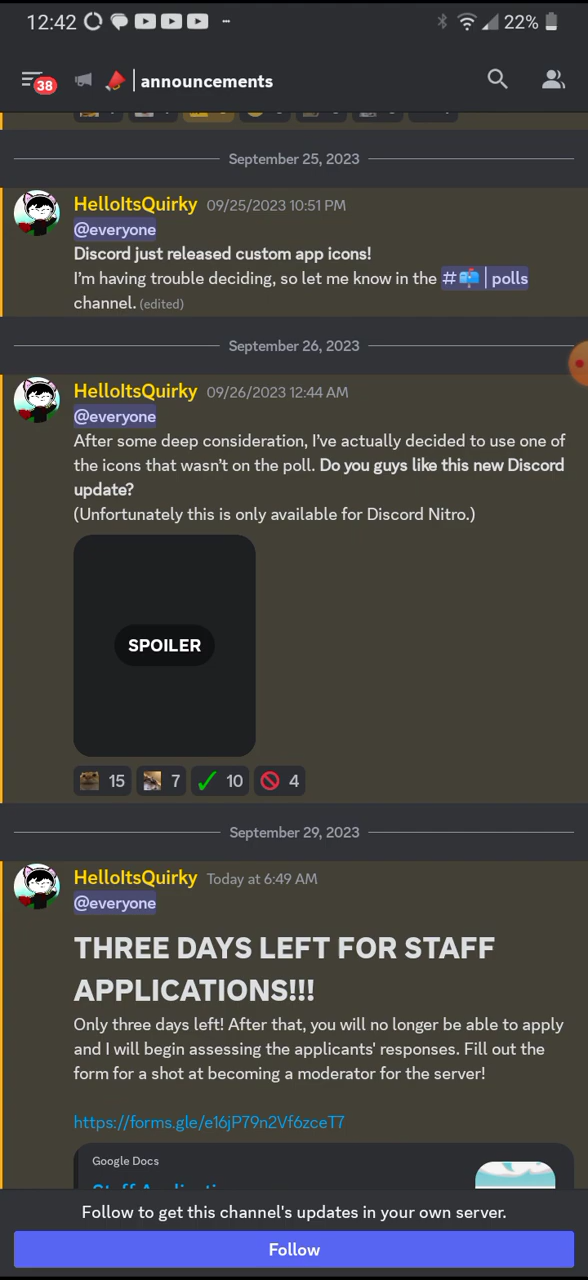 12:42
22%
38
announcements
September 25, 2023
HelloItsQuirky 09/25/2023 10:51 PM
@everyone
Discord just released custom app icons!
I'm having trouble deciding, so let me know in the # | polls
channel. (edited)
September 26, 2023
HelloItsQuirky 09/26/2023 12:44 AM
@everyone
After some deep consideration, I've actually decided to use one of
the icons that wasn't on the poll. Do you guys like this new Discord
update?
(Unfortunately this is only available for Discord Nitro.)
SPOILER
15 7 10 4
September 29, 2023
HelloItsQuirky Today at 6:49 AM
@everyone
THREE DAYS LEFT FOR STAFF
APPLICATIONS!!!
Only three days left! After that, you will no longer be able to apply
and I will begin assessing the applicants' responses. Fill out the
form for a shot at becoming a moderator for the server!
https://forms.gle/e16jP79n2Vf6zceT7
Google Docs
Follow to get this channel's updates in your own server.
Follow